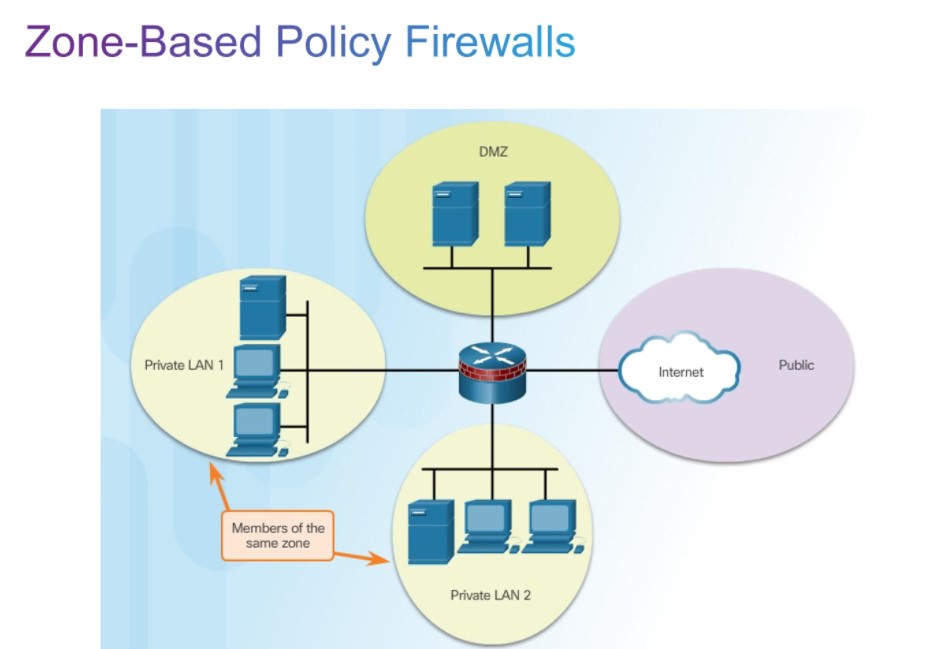 Zone-Based Policy Firewalls
DMZ
Private LAN 1
Internet
Public
Members of the
same zone
Private LAN 2